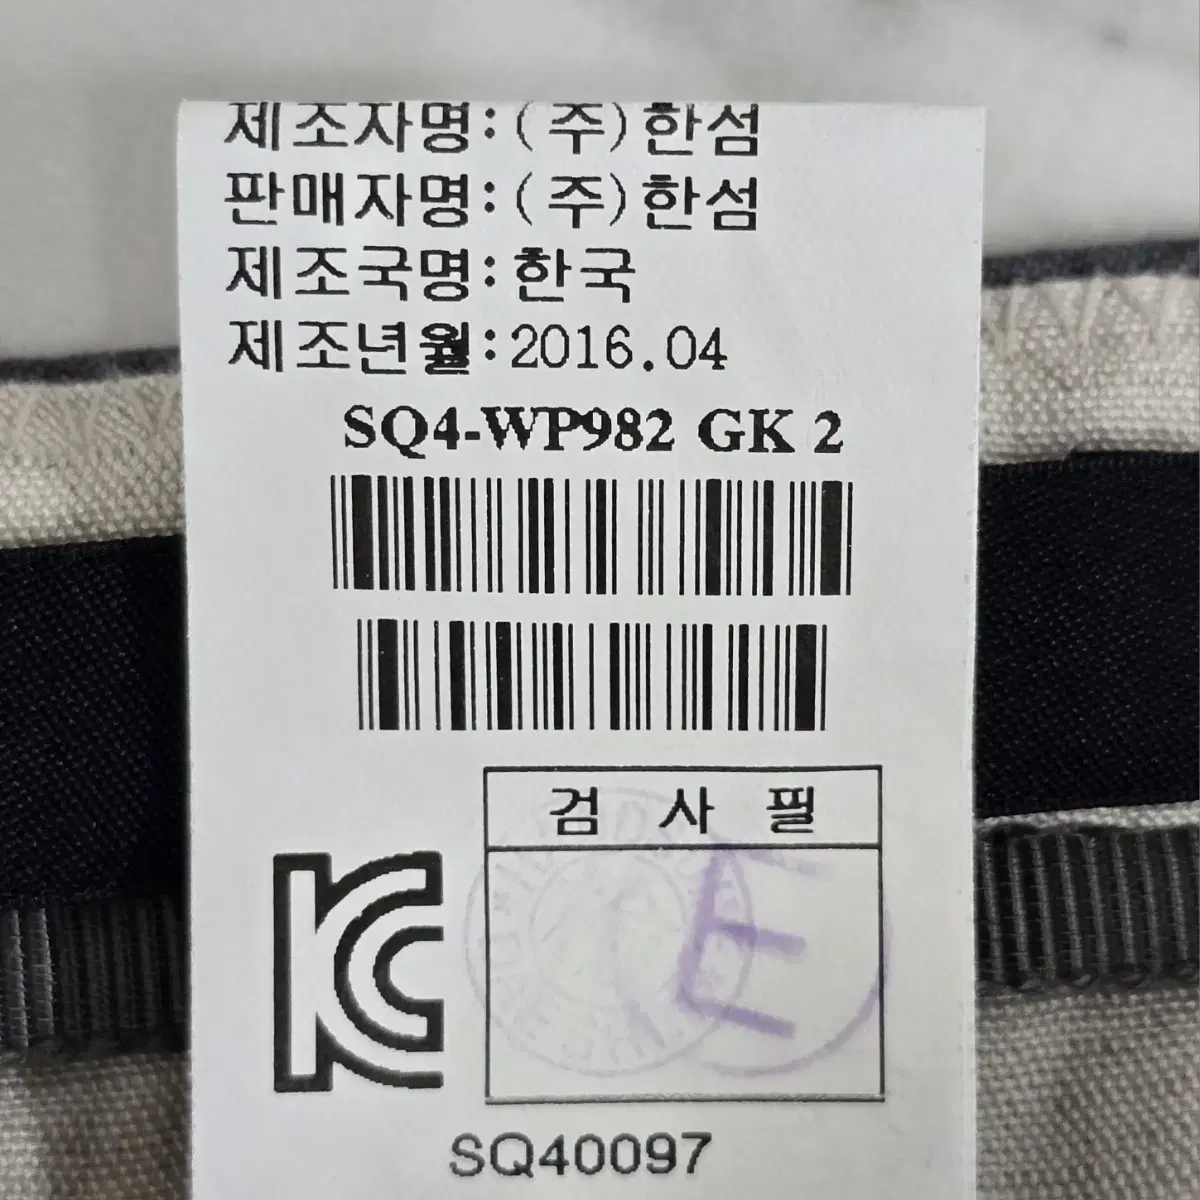 제조자명:(주)한섬
판매자명:(주)한섬
제조국명:한국
제조년월:2016.04
SQ4-WP982 GK 2
검 사 필
KC
E
SQ40097